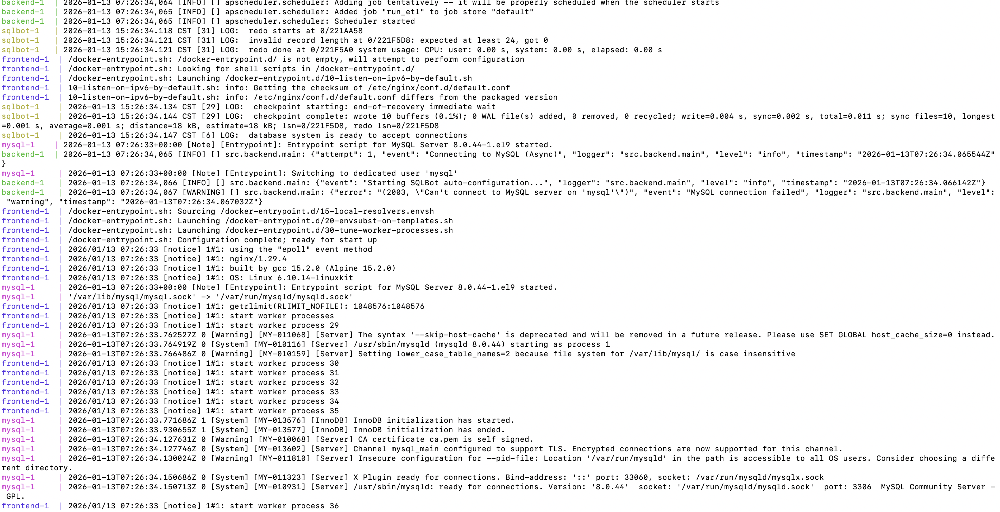 backend-1  | 2026-01-13 07:26:34,064 [INFO] [] apscheduler.scheduler: Adding job tentatively -- it will be properly scheduled when the scheduler starts
backend-1  | 2026-01-13 07:26:34,065 [INFO] [] apscheduler.scheduler: Added job "run_etl" to job store "default"
backend-1  | 2026-01-13 07:26:34,065 [INFO] [] apscheduler.scheduler: Scheduler started
sqlbot-1   | 2026-01-13 15:26:34.118 CST [31] LOG:  redo starts at 0/221AA58
sqlbot-1   | 2026-01-13 15:26:34.121 CST [31] LOG:  invalid record length at 0/221F5D8: expected at least 24, got 0
sqlbot-1   | 2026-01-13 15:26:34.121 CST [31] LOG:  redo done at 0/221F5A0 system usage: CPU: user: 0.00 s, system: 0.00 s, elapsed: 0.00 s
frontend-1  | /docker-entrypoint.sh: /docker-entrypoint.d/ is not empty, will attempt to perform configuration
frontend-1  | /docker-entrypoint.sh: Looking for shell scripts in /docker-entrypoint.d/
frontend-1  | /docker-entrypoint.sh: Launching /docker-entrypoint.d/10-listen-on-ipv6-by-default.sh
frontend-1  | 10-listen-on-ipv6-by-default.sh: info: Getting the checksum of /etc/nginx/conf.d/default.conf
frontend-1  | 10-listen-on-ipv6-by-default.sh: info: /etc/nginx/conf.d/default.conf differs from the packaged version
sqlbot-1    | 2026-01-13 15:26:34.134 CST [29] LOG:  checkpoint starting: end-of-recovery immediate wait
sqlbot-1    | 2026-01-13 15:26:34.144 CST [29] LOG:  checkpoint complete: wrote 10 buffers (0.1%); 0 WAL file(s) added, 0 removed, 0 recycled; write=0.004 s, sync=0.002 s, total=0.011 s; sync files=10, longest
=0.001 s, average=0.001 s; distance=18 kB, estimate=18 kB; lsn=0/221F5D8, redo lsn=0/221F5D8
sqlbot-1    | 2026-01-13 15:26:34.147 CST [6] LOG:  database system is ready to accept connections
mysql-1    | 2026-01-13 07:26:33+00:00 [Note] [Entrypoint]: Entrypoint script for MySQL Server 8.0.44-1.el9 started.
backend-1  | 2026-01-13 07:26:34,065 [INFO] [] src.backend.main: {"attempt": 1, "event": "Connecting to MySQL (Async)", "logger": "src.backend.main", "level": "info", "timestamp": "2026-01-13T07:26:34.065544Z"
}
mysql-1     | 2026-01-13 07:26:33+00:00 [Note] [Entrypoint]: Switching to dedicated user 'mysql'
backend-1   | 2026-01-13 07:26:34,066 [INFO] [] src.backend.main: {"event": "Starting SQLBot auto-configuration...", "logger": "src.backend.main", "level": "info", "timestamp": "2026-01-13T07:26:34.066142Z"}
backend-1   | 2026-01-13 07:26:34,067 [WARNING] [] src.backend.main: {"error": "(2003, \"Can't connect to MySQL server on 'mysql'\")", "event": "MySQL connection failed", "logger": "src.backend.main", "level":
 "warning", "timestamp": "2026-01-13T07:26:34.067032Z"}
frontend-1  | /docker-entrypoint.sh: Sourcing /docker-entrypoint.d/15-local-resolvers.envsh
frontend-1  | /docker-entrypoint.sh: Launching /docker-entrypoint.d/20-envsubst-on-templates.sh
frontend-1  | /docker-entrypoint.sh: Launching /docker-entrypoint.d/30-tune-worker-processes.sh
frontend-1  | /docker-entrypoint.sh: Configuration complete; ready for start up
frontend-1  | 2026/01/13 07:26:33 [notice] 1#1: using the "epoll" event method
frontend-1  | 2026/01/13 07:26:33 [notice] 1#1: nginx/1.29.4
frontend-1  | 2026/01/13 07:26:33 [notice] 1#1: built by gcc 15.2.0 (Alpine 15.2.0)
frontend-1  | 2026/01/13 07:26:33 [notice] 1#1: OS: Linux 6.10.14-linuxkit
mysql-1     | 2026-01-13 07:26:33+00:00 [Note] [Entrypoint]: Entrypoint script for MySQL Server 8.0.44-1.el9 started.
mysql-1     | '/var/lib/mysql/mysql.sock' -> '/var/run/mysqld/mysqld.sock'
frontend-1  | 2026/01/13 07:26:33 [notice] 1#1: getrlimit(RLIMIT_NOFILE): 1048576:1048576
frontend-1  | 2026/01/13 07:26:33 [notice] 1#1: start worker processes
frontend-1  | 2026/01/13 07:26:33 [notice] 1#1: start worker process 29
mysql-1     | 2026-01-13T07:26:33.762527Z 0 [Warning] [MY-011068] [Server] The syntax '--skip-host-cache' is deprecated and will be removed in a future release. Please use SET GLOBAL host_cache_size=0 instead.
mysql-1     | 2026-01-13T07:26:33.764919Z 0 [System] [MY-010116] [Server] /usr/sbin/mysqld (mysqld 8.0.44) starting as process 1
mysql-1     | 2026-01-13T07:26:33.766486Z 0 [Warning] [MY-010159] [Server] Setting lower_case_table_names=2 because file system for /var/lib/mysql/ is case insensitive
frontend-1  | 2026/01/13 07:26:33 [notice] 1#1: start worker process 30
frontend-1  | 2026/01/13 07:26:33 [notice] 1#1: start worker process 31
frontend-1  | 2026/01/13 07:26:33 [notice] 1#1: start worker process 32
frontend-1  | 2026/01/13 07:26:33 [notice] 1#1: start worker process 33
frontend-1  | 2026/01/13 07:26:33 [notice] 1#1: start worker process 34
frontend-1  | 2026/01/13 07:26:33 [notice] 1#1: start worker process 35
mysql-1     | 2026-01-13T07:26:33.771686Z 1 [System] [MY-013576] [InnoDB] InnoDB initialization has started.
mysql-1     | 2026-01-13T07:26:33.930655Z 1 [System] [MY-013577] [InnoDB] InnoDB initialization has ended.
mysql-1     | 2026-01-13T07:26:34.127631Z 0 [Warning] [MY-010068] [Server] CA certificate ca.pem is self signed.
mysql-1     | 2026-01-13T07:26:34.127746Z 0 [System] [MY-013602] [Server] Channel mysql_main configured to support TLS. Encrypted connections are now supported for this channel.
mysql-1     | 2026-01-13T07:26:34.130024Z 0 [Warning] [MY-011810] [Server] Insecure configuration for --pid-file: Location '/var/run/mysqld' in the path is accessible to all OS users. Consider choosing a diffe
rent directory.
mysql-1     | 2026-01-13T07:26:34.150686Z 0 [System] [MY-011323] [Server] X Plugin ready for connections. Bind-address: '::' port: 33060, socket: /var/run/mysqld/mysqlx.sock
mysql-1     | 2026-01-13T07:26:34.150713Z 0 [System] [MY-010931] [Server] /usr/sbin/mysqld: ready for connections. Version: '8.0.44'  socket: '/var/run/mysqld/mysqld.sock'  port: 3306  MySQL Community Server -
 GPL.
frontend-1  | 2026/01/13 07:26:33 [notice] 1#1: start worker process 36